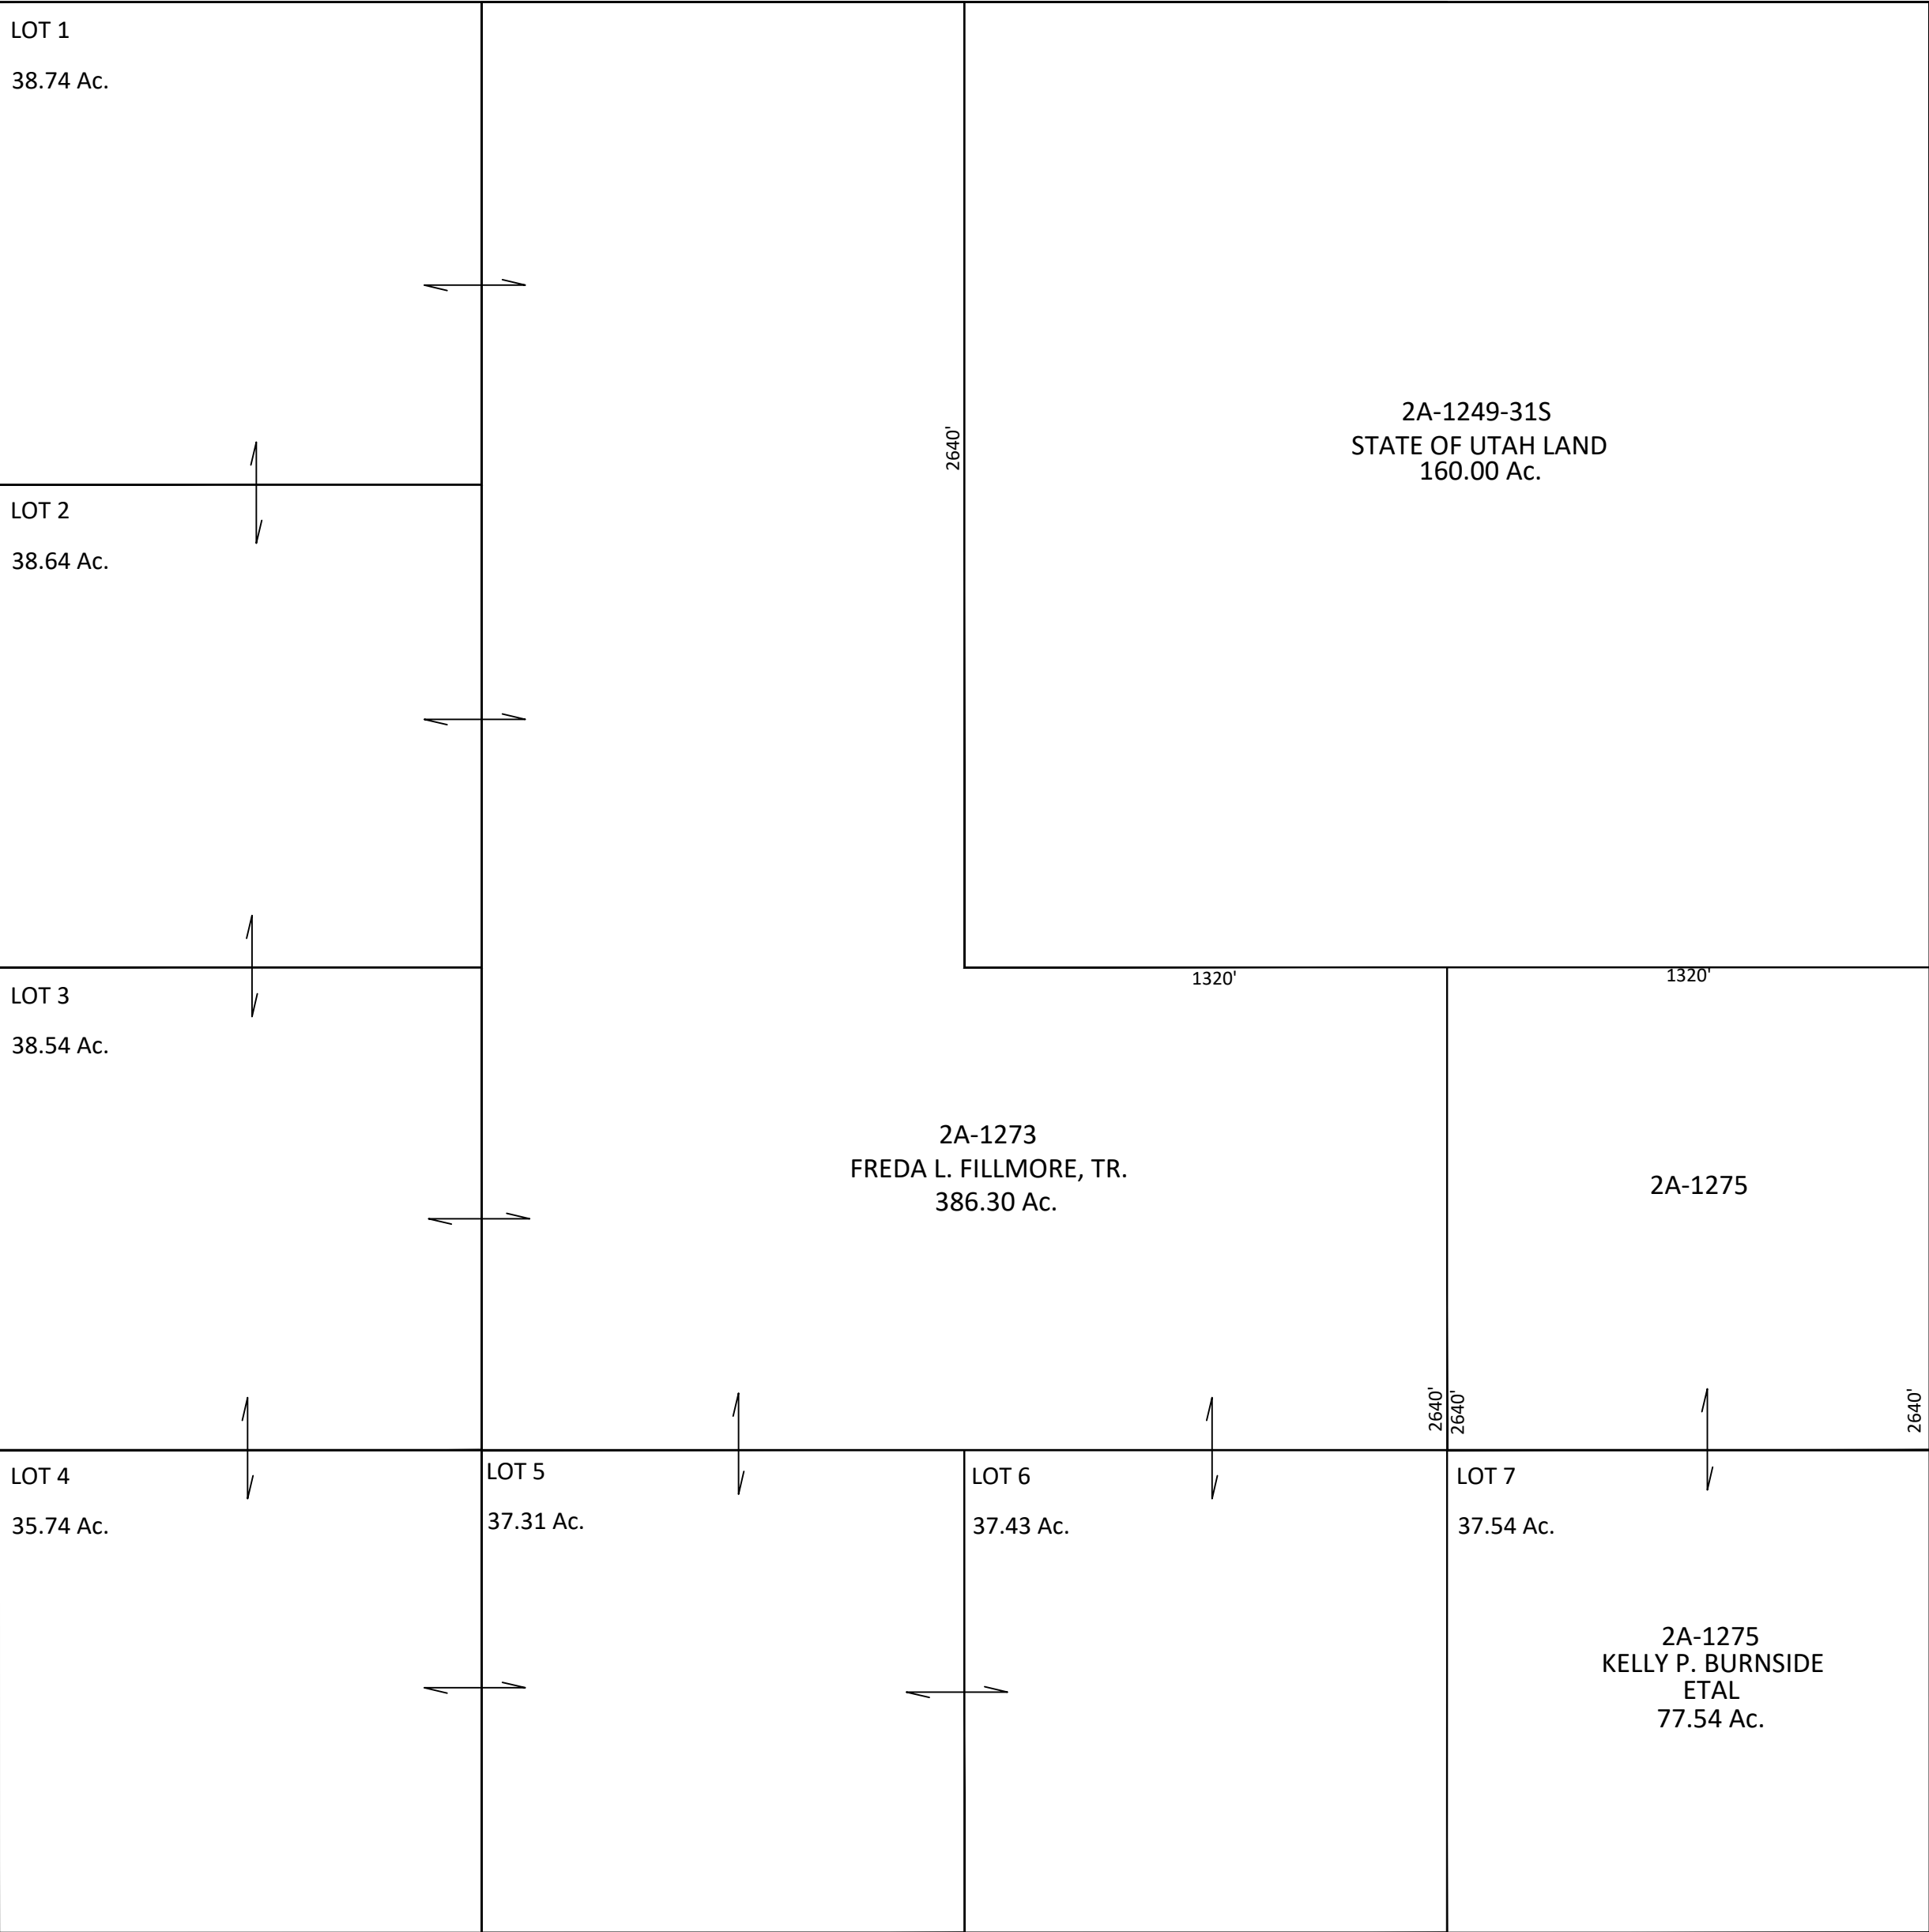 LOT 1
38.74 Ac.
2640'
2A-1249-31S
STATE OF UTAH LAND
160.00 Ac.
LOT 2
38.64 Ac.
1320'
1320'
LOT 3
38.54 Ac.
2A-1273
FREDA L. FILLMORE, TR.
386.30 Ac.
2A-1275
2640'
2640'
2640'
LOT 4
35.74 Ac.
LOT 5
37.31 Ac.
LOT 6
37.43 Ac.
LOT 7
37.54 Ac.
2A-1275
KELLY P. BURNSIDE
ETAL
77.54 Ac.